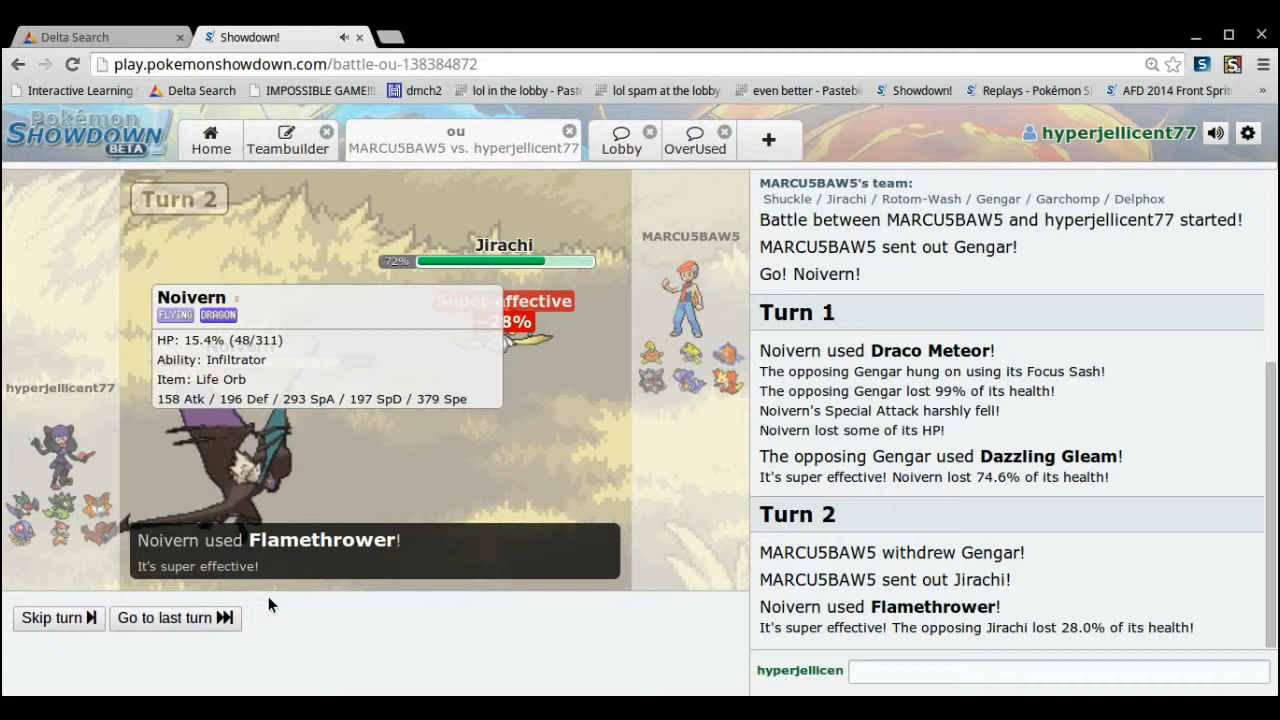 Delta Search
Showdown!
play.pokemonshowdown.com/battle-ou-138384872
Interactive Learning
Delta Search
IMPOSSIBLE GAME!!!
dmch2
lol in the lobby - Paste
lol spam at the lobby
even better - Pastebi
Showdown!
Replays - Pokémon S
AFD 2014 Front Sprit
»
Pokémon
SHOWDOWN!
BETA
Home
Teambuilder
ou
MARCU5BAW5 vs. hyperjellicent77
Lobby
OverUsed
+
hyperjellicent77
Turn 2
Jirachi
72%
Super effective
Noivern ♀
FLYING DRAGON
HP: 15.4% (48/311)
Ability: Infiltrator
Item: Life Orb
158 Atk / 196 Def / 293 SpA / 197 SpD / 379 Spe
MARCU5BAW5
hyperjellicent77
Noivern used Flamethrower!
It's super effective!
Skip turn
Go to last turn
MARCU5BAW5's team:
Shuckle / Jirachi / Rotom-Wash / Gengar / Garchomp / Delphox
Battle between MARCU5BAW5 and hyperjellicent77 started!
MARCU5BAW5 sent out Gengar!
Go! Noivern!
Turn 1
Noivern used Draco Meteor!
The opposing Gengar hung on using its Focus Sash!
The opposing Gengar lost 99% of its health!
Noivern's Special Attack harshly fell!
Noivern lost some of its HP!
The opposing Gengar used Dazzling Gleam!
It's super effective! Noivern lost 74.6% of its health!
Turn 2
MARCU5BAW5 withdrew Gengar!
MARCU5BAW5 sent out Jirachi!
Noivern used Flamethrower!
It's super effective! The opposing Jirachi lost 28.0% of its health!
hyperjellicen